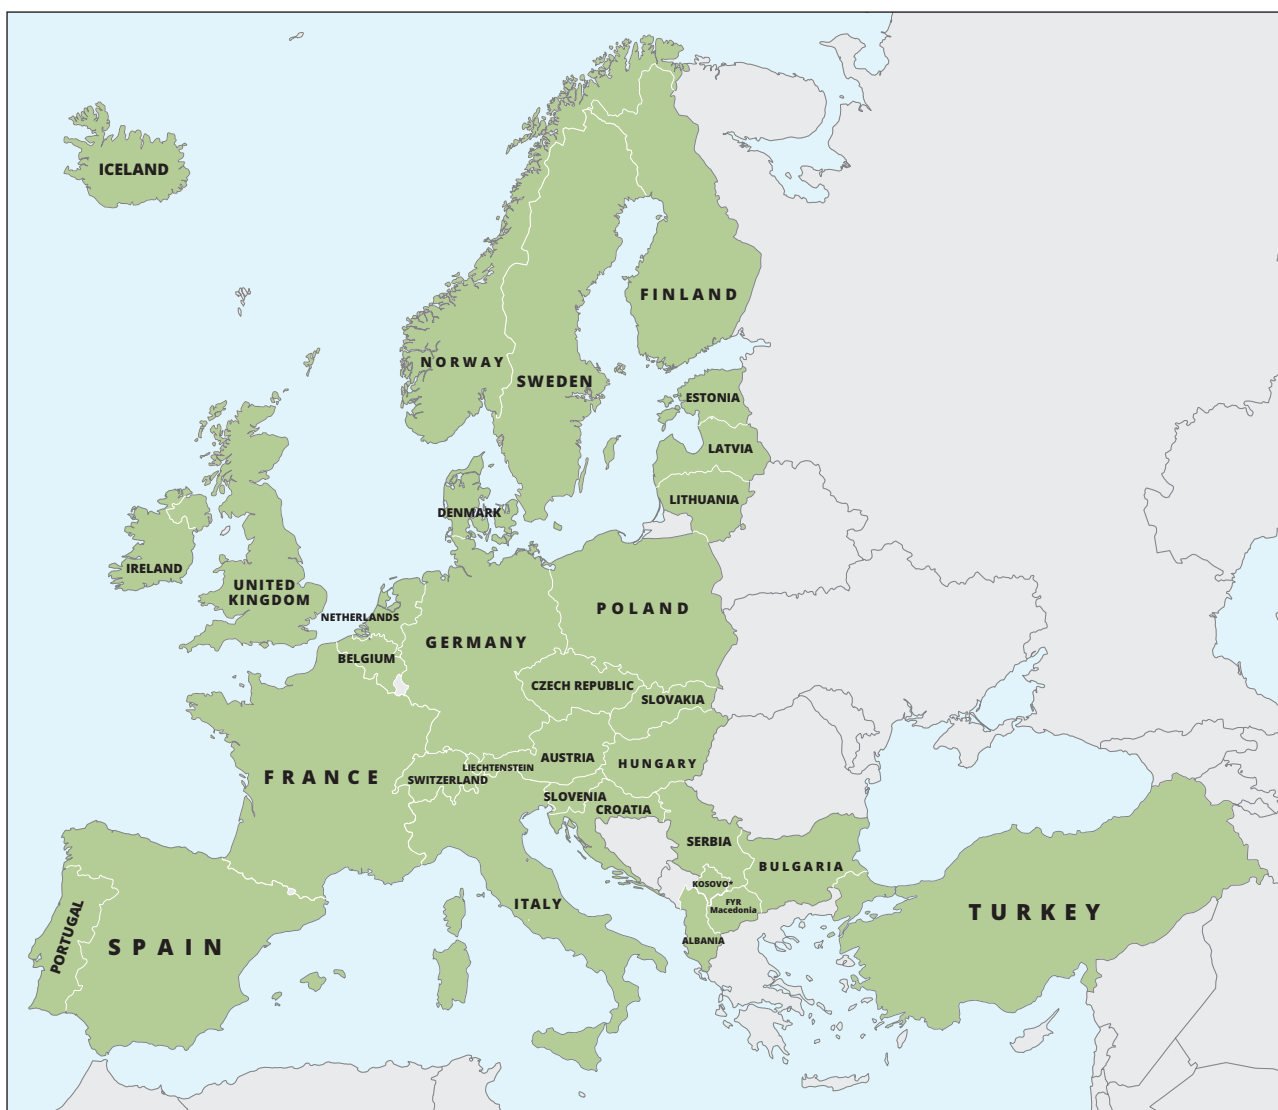 ICELAND
FINLAND
NORWAY
SWEDEN
ESTONIA
LATVIA
LITHUANIA
DENMARK
IRELAND
UNITED
KINGDOM
NETHERLANDS
POLAND
GERMANY
BELGIUM
CZECH REPUBLIC
SLOVAKIA
AUSTRIA
HUNGARY
LIECHTENSTEIN
SWITZERLAND
FRANCE
SLOVENIA
CROATIA
SERBIA
BULGARIA
KOSOVO*
FYR
Macedonia
ITALY
TURKEY
ALBANIA
PORTUGAL
SPAIN